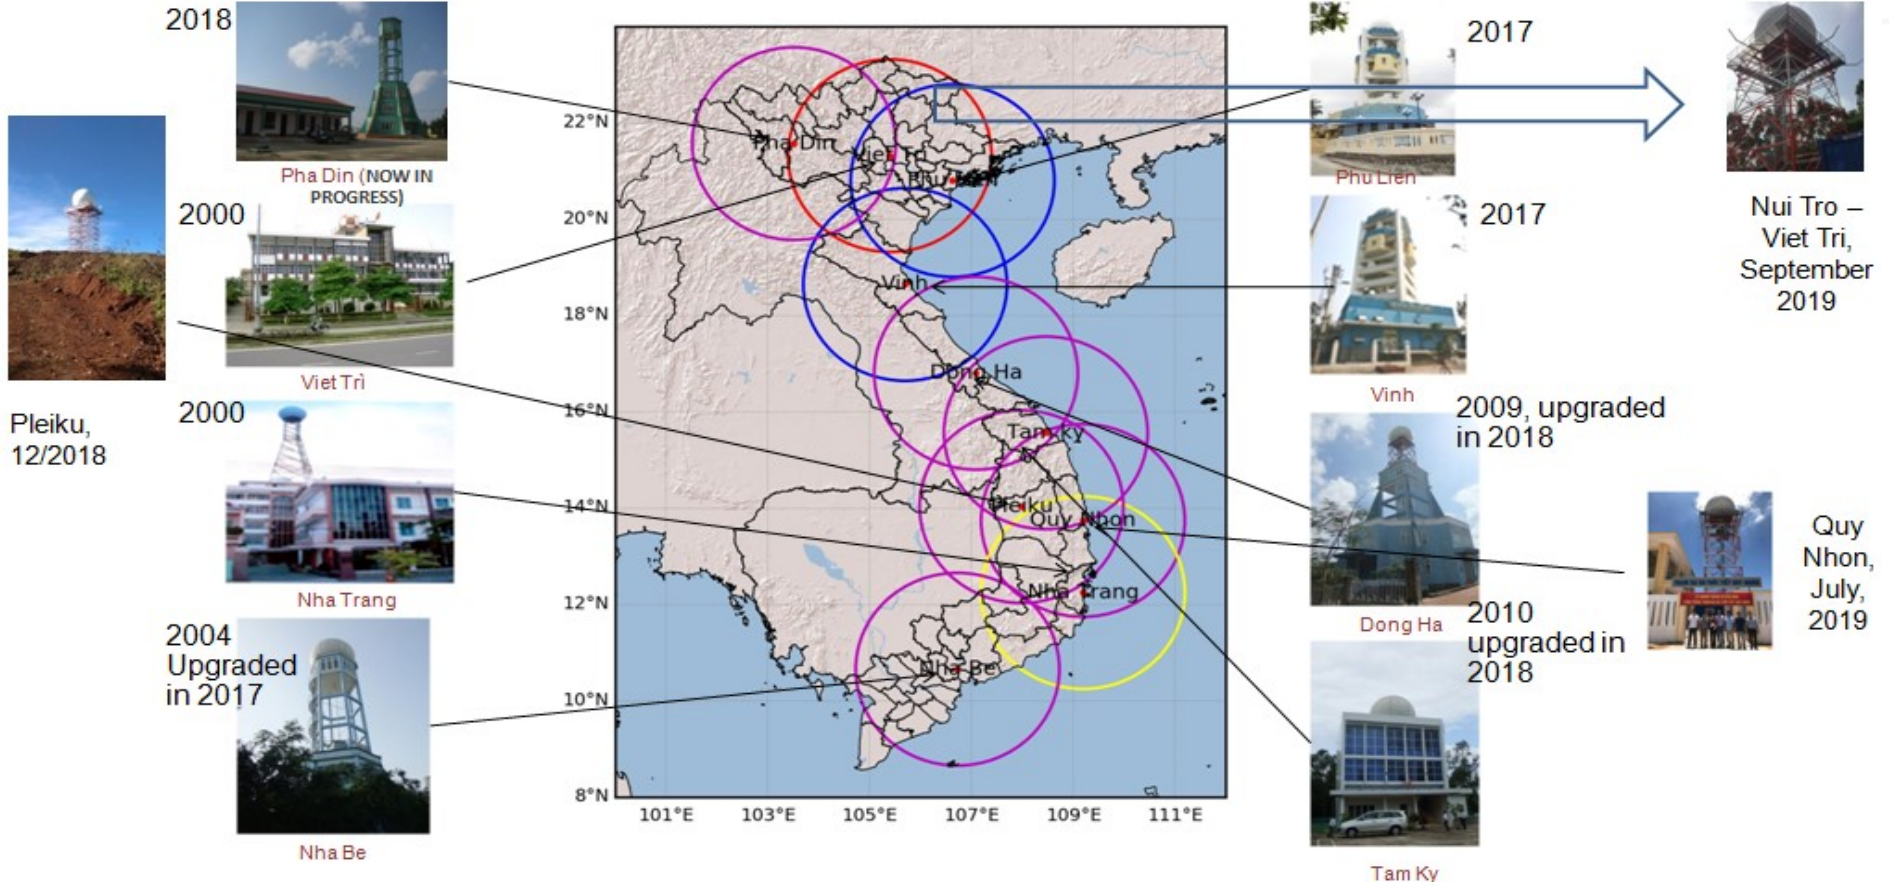 2018
Pha Din (NOW IN
PROGRESS)
2000
Viet Trì
Pleiku,
12/2018
2000
Nha Trang
2004
Upgraded
in 2017
Nha Be
22°N
20°N
18°N
16°N
14°N
12°N
10°N
8°N
101°E
103°E
105°E
107°E
109°E
111°E
Pha Din
Viet Tri
Phu Lien
Vinh
Dong Ha
Tam ky
Pleiku
Quy Nhon
Nha Trang
Nha Be
2017
Phu Lien
2017
Vinh
2009, upgraded
in 2018
Dong Ha
2010
upgraded in
2018
Tam Ky
Nui Tro –
Viet Tri,
September
2019
Quy
Nhon,
July,
2019